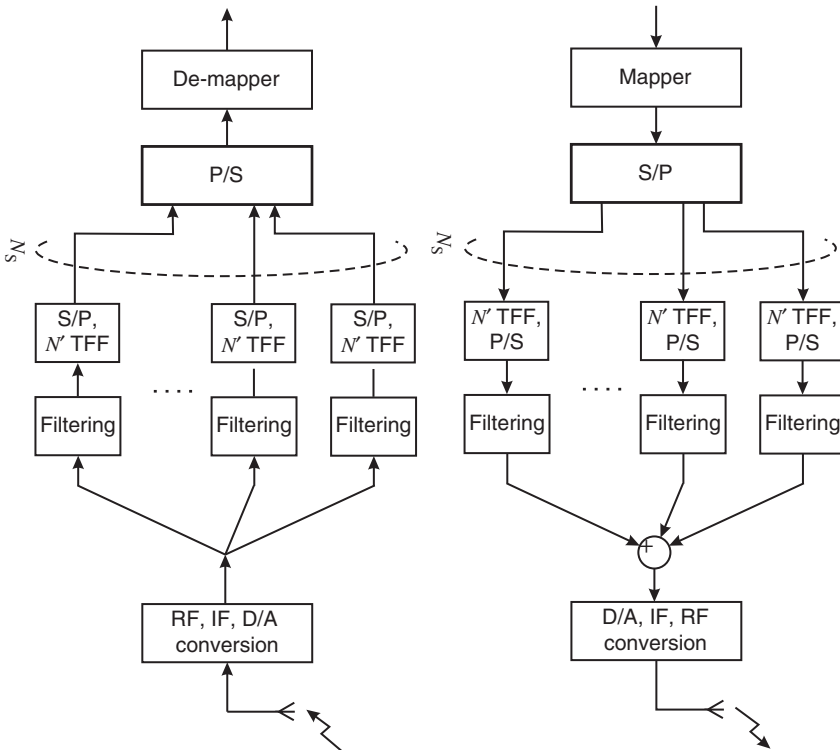 De-mapper
P/S
N_S
S/P,
N′ TFF
S/P,
N′ TFF
S/P,
N′ TFF
. . . .
Filtering
Filtering
Filtering
RF, IF, D/A
conversion
Mapper
S/P
N_S
N′ TFF,
P/S
N′ TFF,
P/S
N′ TFF,
P/S
. . . .
Filtering
Filtering
Filtering
+
D/A, IF, RF
conversion